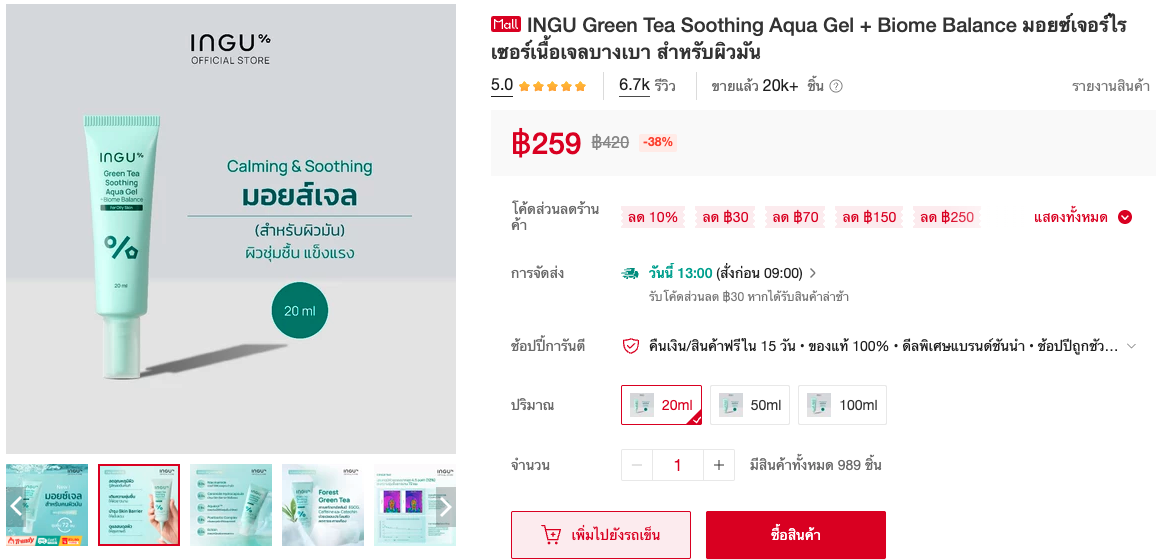 INGU%
OFFICIAL STORE
INGU%
Green Tea
Soothing
Aqua Gel
+Biome Balance
For Oily Skin
%
20 ml
Calming & Soothing
มอยส์เจล
(สำหรับผิวมัน)
ผิวชุ่มชื้น แข็งแรง
20 ml
INGU%
มอยซ์เจล
INGU%
INGU%
INGU%
Forest
Green Tea
INGU%
Mall INGU Green Tea Soothing Aqua Gel + Biome Balance มอยซ์เจอร์ไร
เซอร์เนื้อเจลบางเบา สำหรับผิวมัน
5.0 6.7k รีวิว ขายแล้ว 20k+ ชิ้น ? รายงานสินค้า
฿259 ฿420 -38%
โค้ดส่วนลดร้าน
ค้า
ลด 10% ลด ฿30 ลด ฿70 ลด ฿150 ลด ฿250 แสดงทั้งหมด
การจัดส่ง วันนี้ 13:00 (สั่งก่อน 09:00)
รับโค้ดส่วนลด ฿30 หากได้รับสินค้าล่าช้า
ช้อปปี้การันตี คืนเงิน/สินค้าฟรีใน 15 วัน • ของแท้ 100% • ดีลพิเศษแบรนด์ชั้นนำ • ช้อปปี้ถูกชัว...
ปริมาณ 20ml 50ml 100ml
จำนวน − 1 + มีสินค้าทั้งหมด 989 ชิ้น
เพิ่มไปยังรถเข็น ซื้อสินค้า